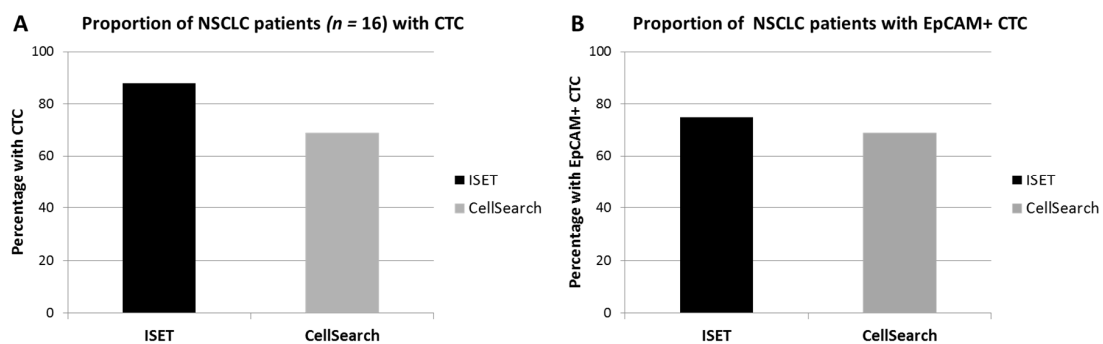 A
Proportion of NSCLC patients (n = 16) with CTC
Percentage with CTC
100
80
60
40
20
0
ISET
CellSearch
ISET
CellSearch
B
Proportion of NSCLC patients with EpCAM+ CTC
Percentage with EpCAM+ CTC
100
80
60
40
20
0
ISET
CellSearch
ISET
CellSearch